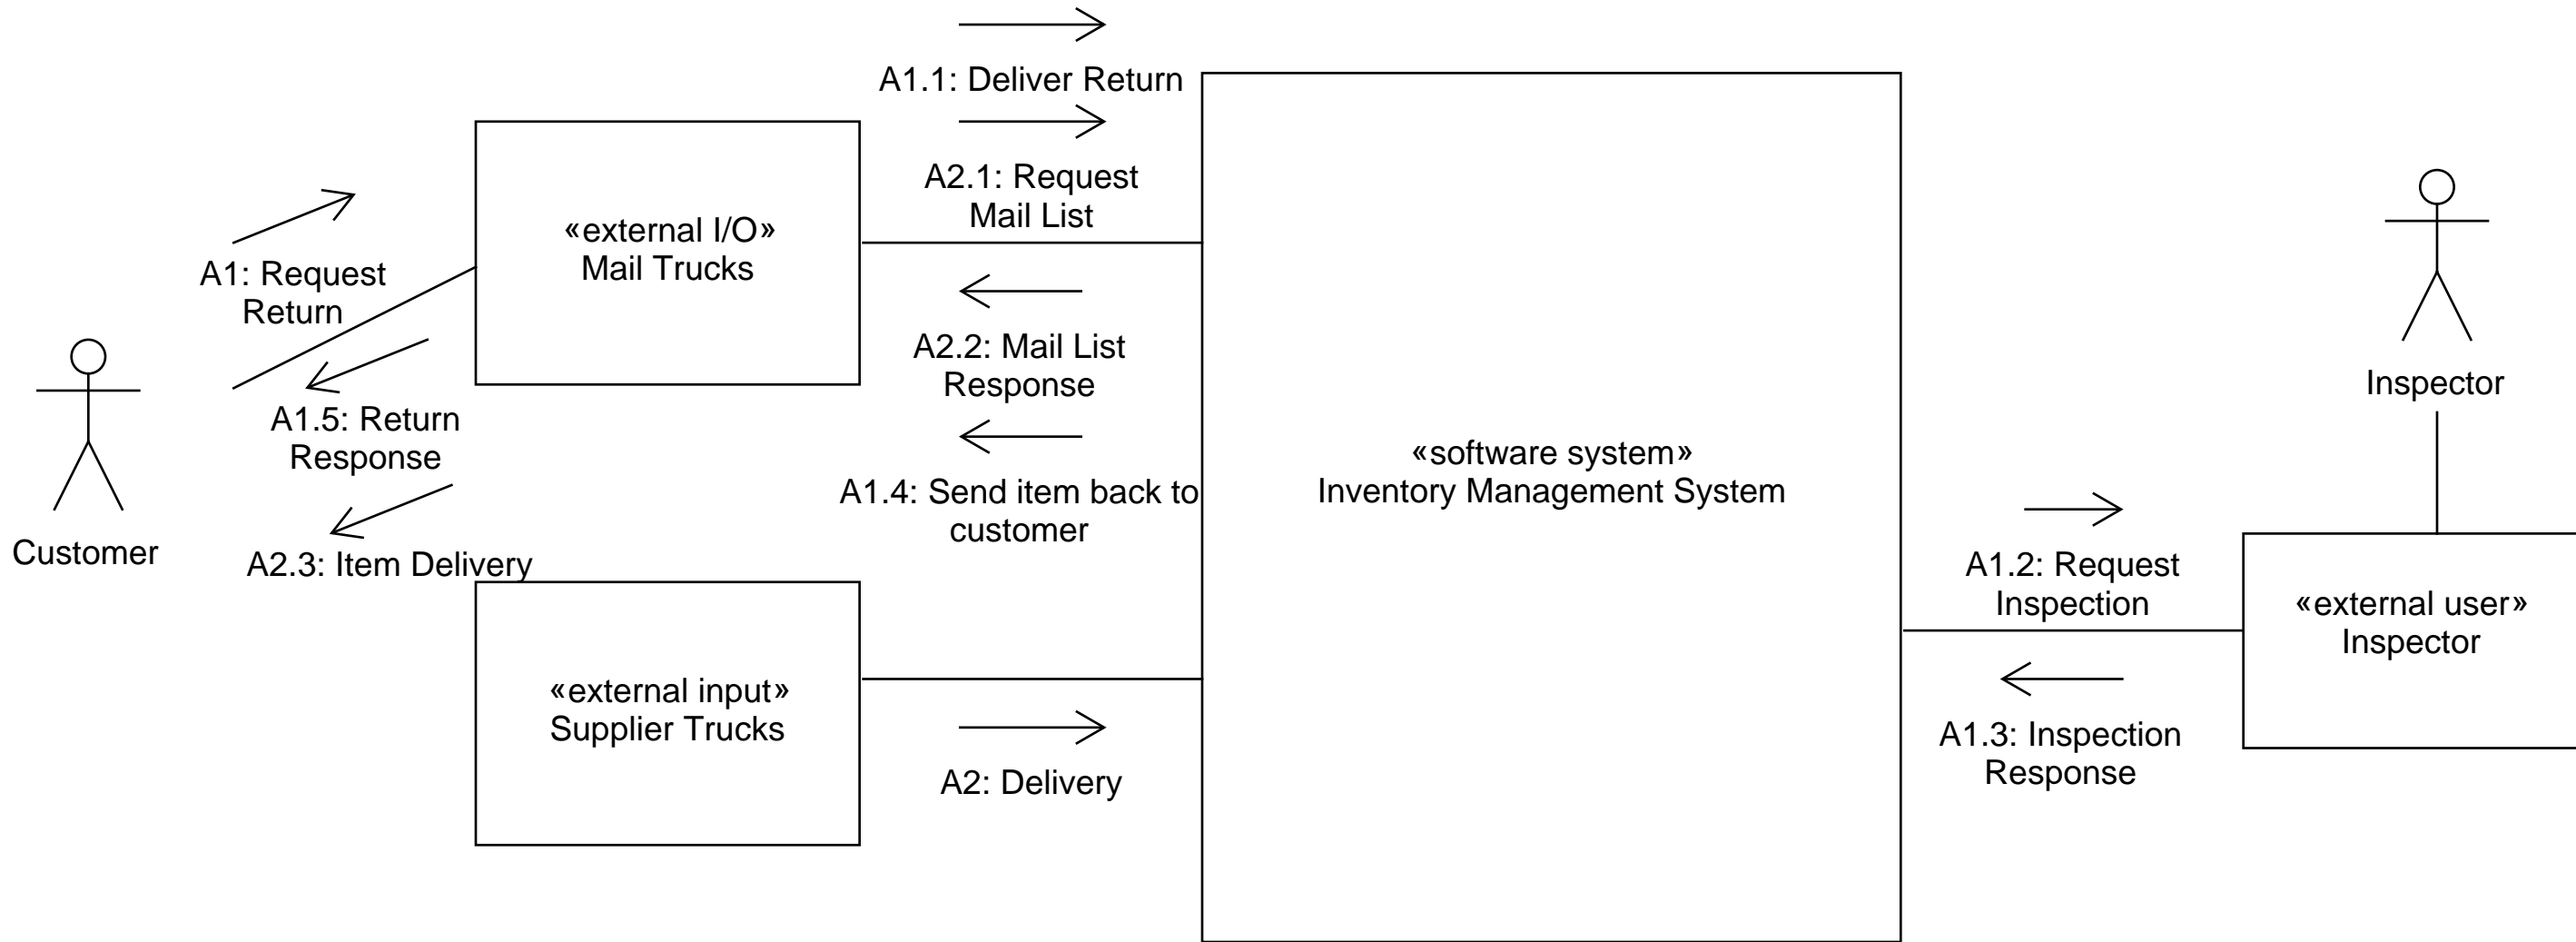 A1.1: Deliver Return
A2.1: Request
Mail List
«external I/O»
Mail Trucks
A1: Request
Return
A2.2: Mail List
Response
A1.5: Return
Response
A1.4: Send item back to
customer
Customer
A2.3: Item Delivery
«software system»
Inventory Management System
Inspector
A1.2: Request
Inspection
«external user»
Inspector
«external input»
Supplier Trucks
A2: Delivery
A1.3: Inspection
Response